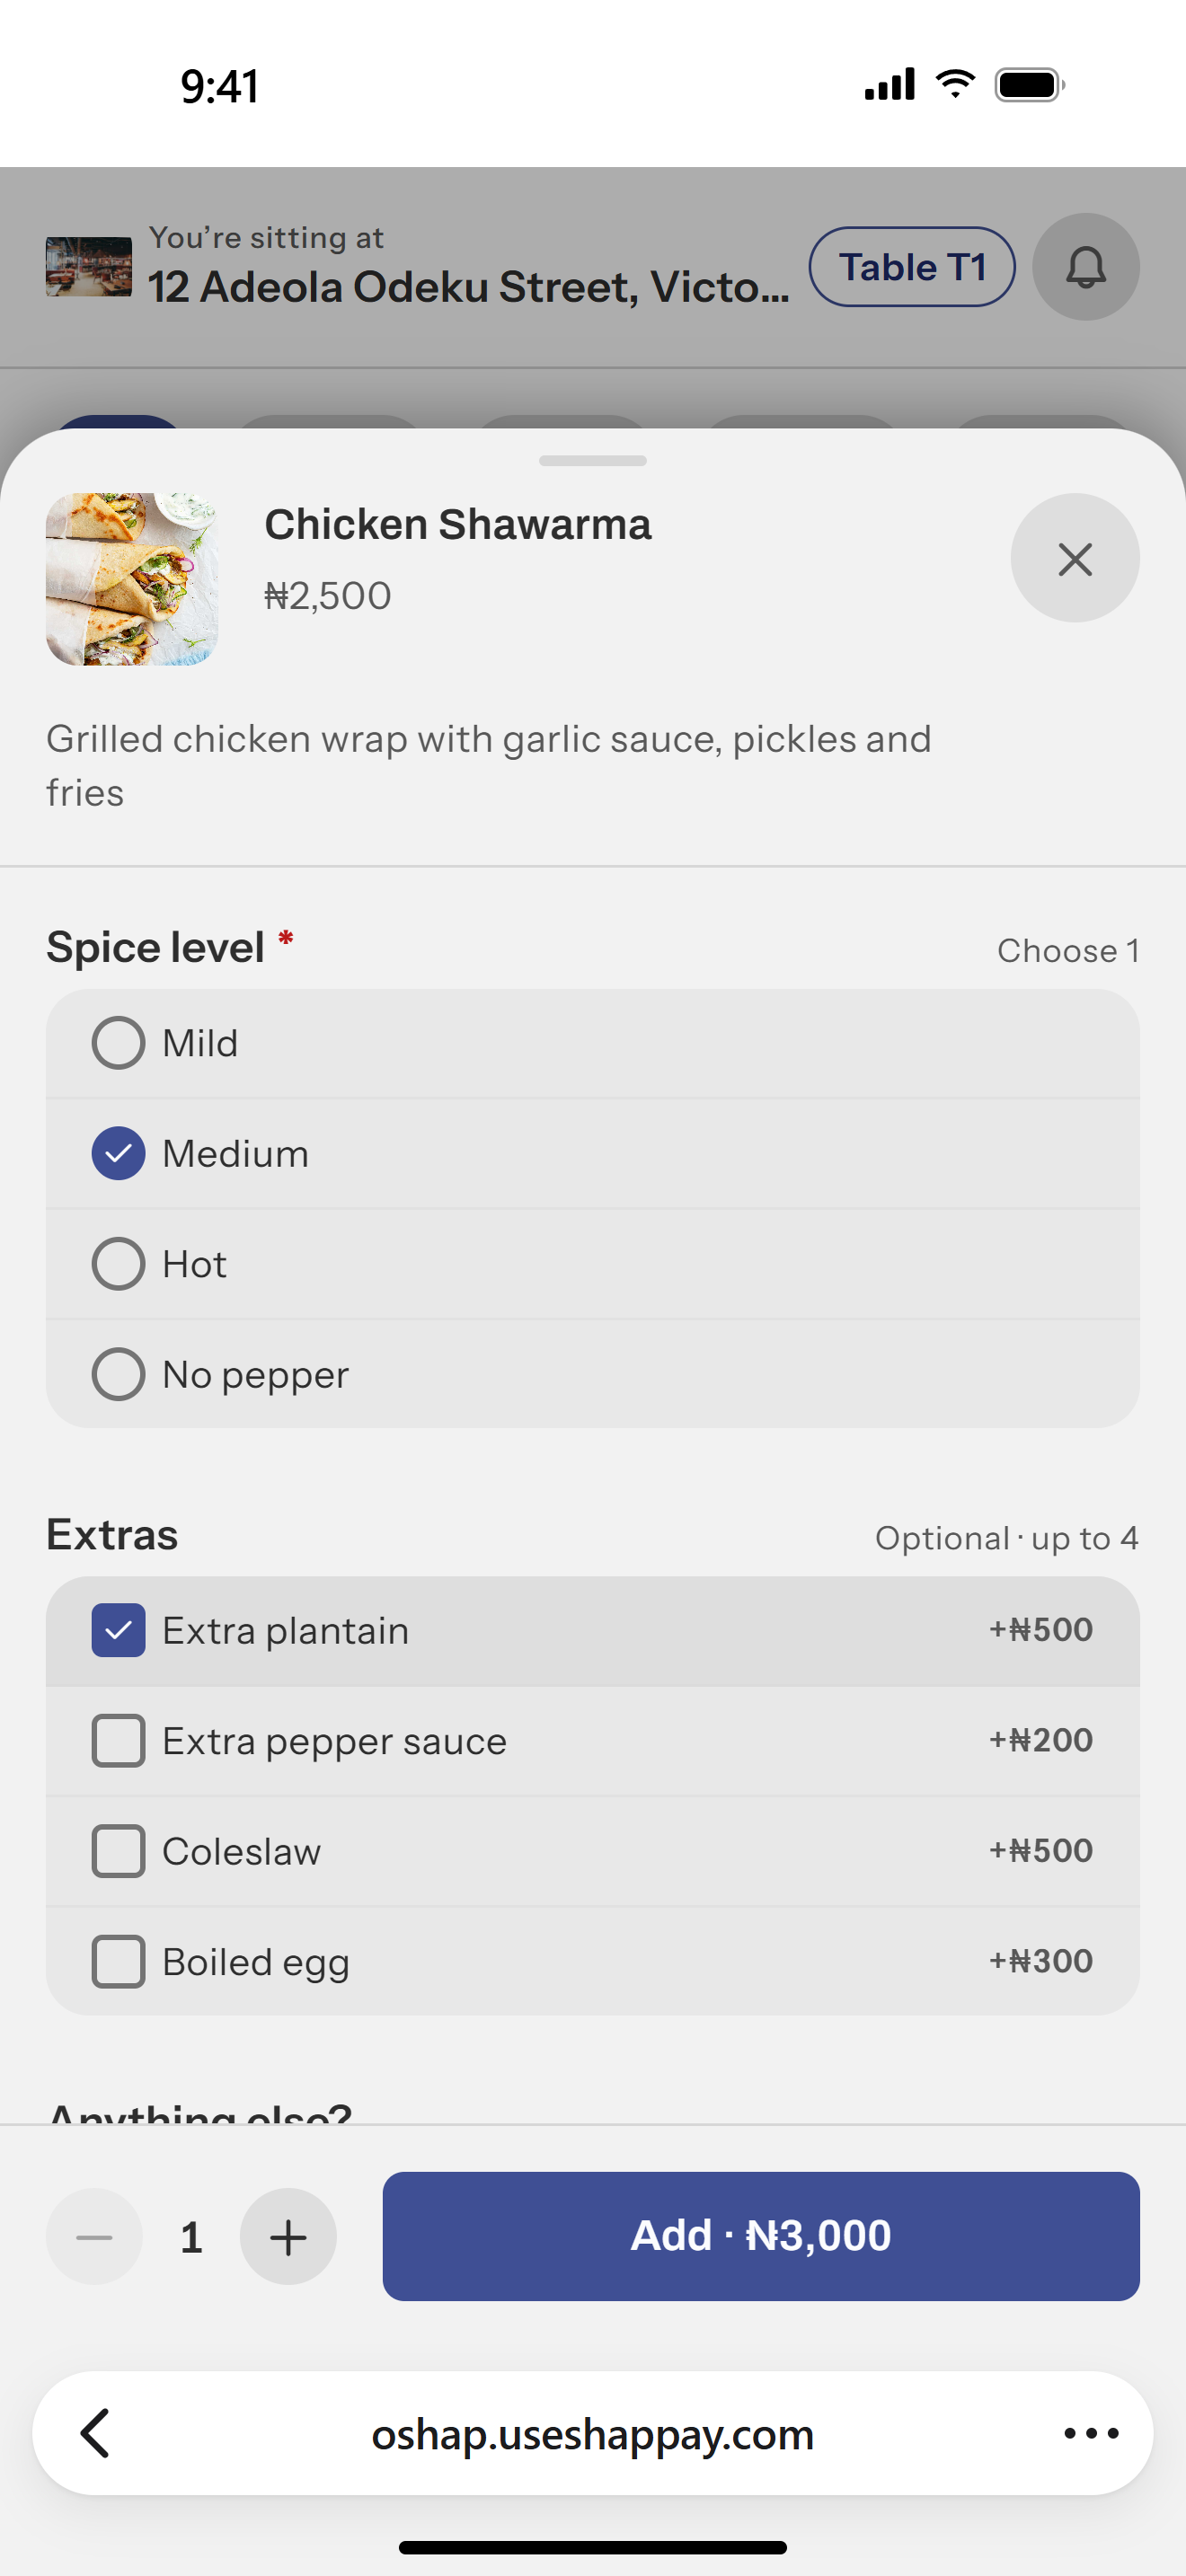 9:41
You’re sitting at
12 Adeola Odeku Street, Victo...
Table T1
Chicken Shawarma
₦2,500
Grilled chicken wrap with garlic sauce, pickles and
fries
Spice level *
Choose 1
Mild
Medium
Hot
No pepper
Extras
Optional · up to 4
Extra plantain
+₦500
Extra pepper sauce
+₦200
Coleslaw
+₦500
Boiled egg
+₦300
Anything else?
1
Add · ₦3,000
oshap.useshappay.com